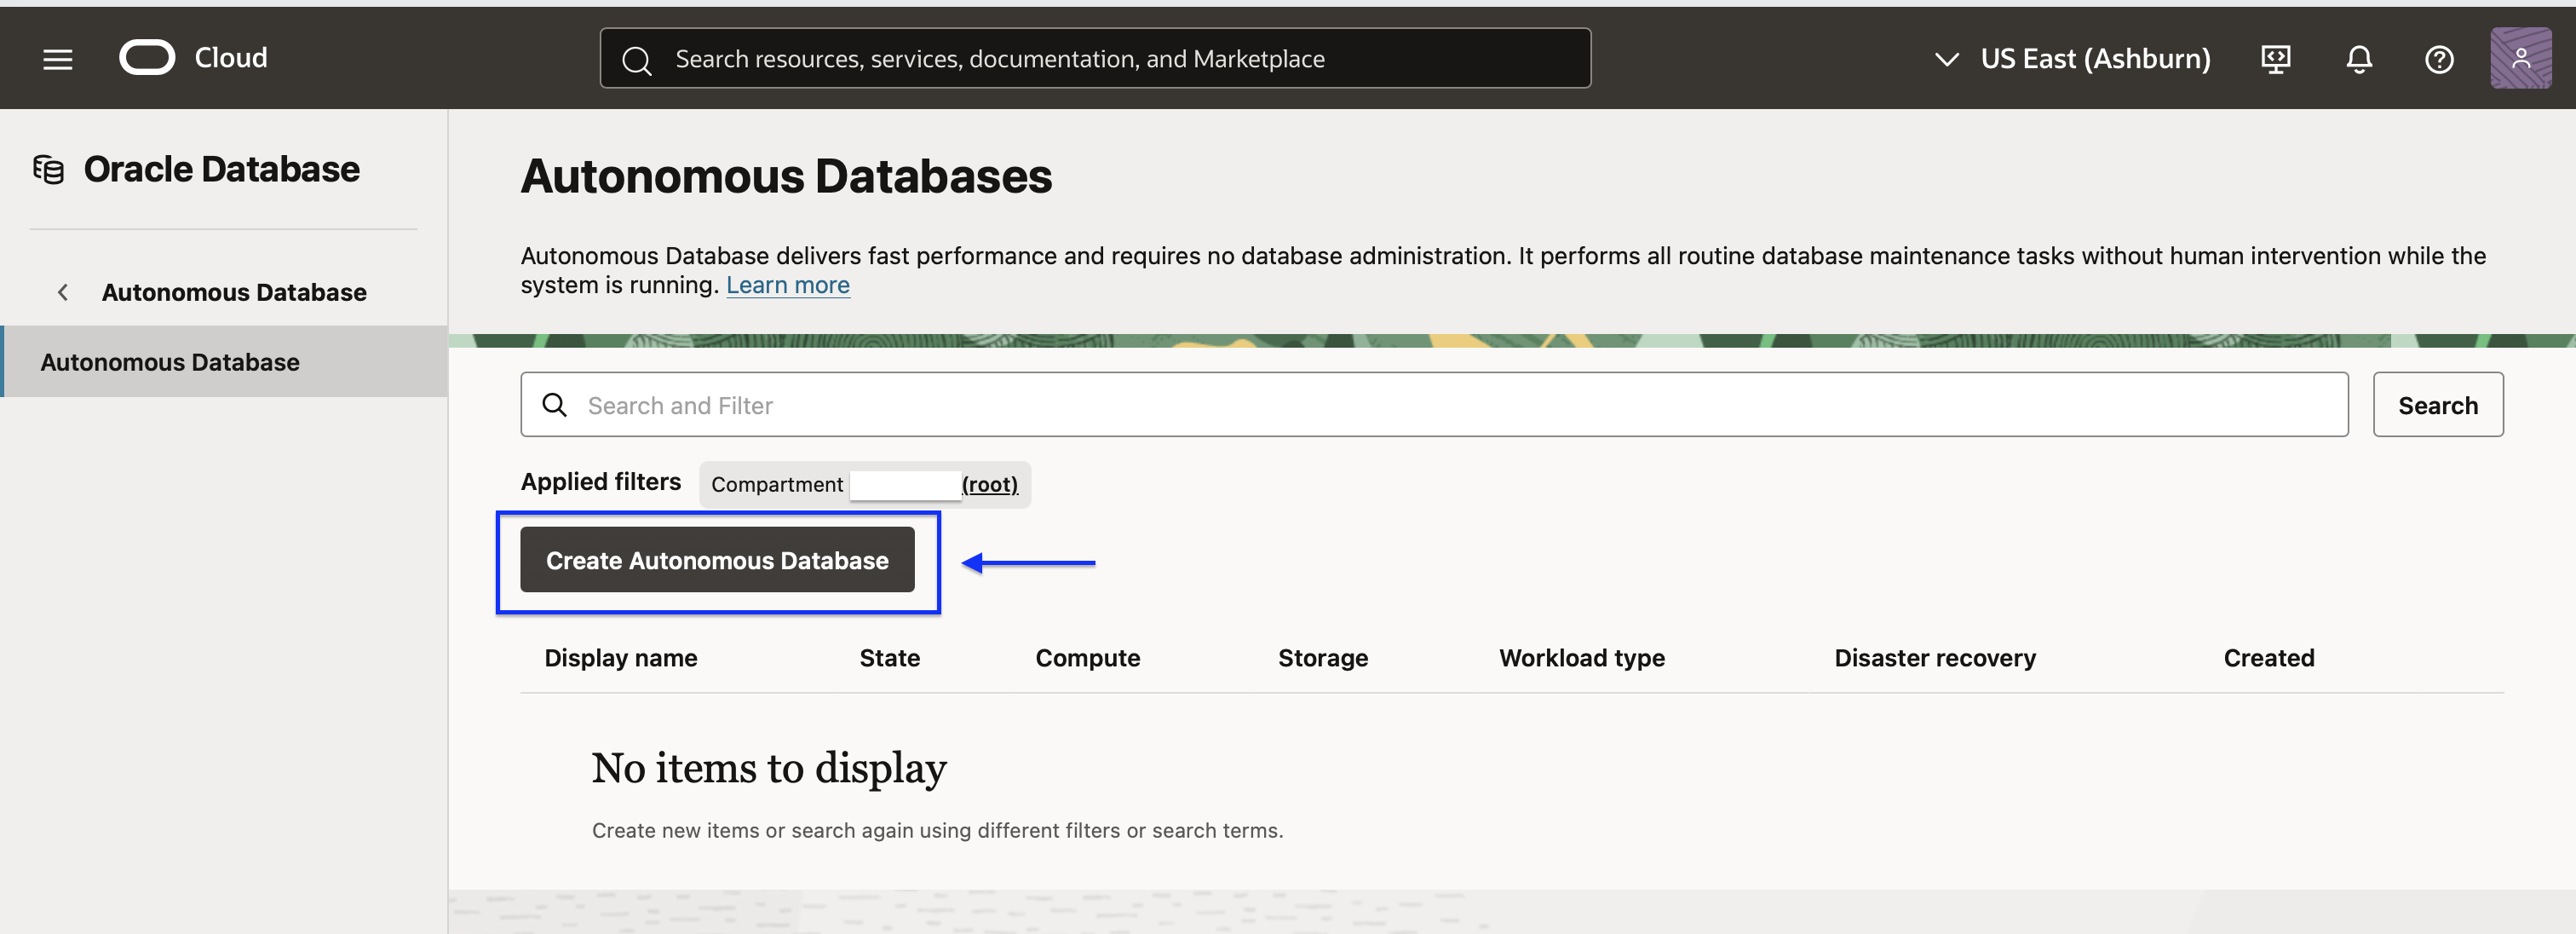 Cloud
Search resources, services, documentation, and Marketplace
US East (Ashburn)
Oracle Database
Autonomous Database
Autonomous Database
Autonomous Databases
Autonomous Database delivers fast performance and requires no database administration. It performs all routine database maintenance tasks without human intervention while the
system is running. Learn more
Search and Filter
Search
Applied filters
Compartment (root)
Create Autonomous Database
Display name State Compute Storage Workload type Disaster recovery Created
No items to display
Create new items or search again using different filters or search terms.